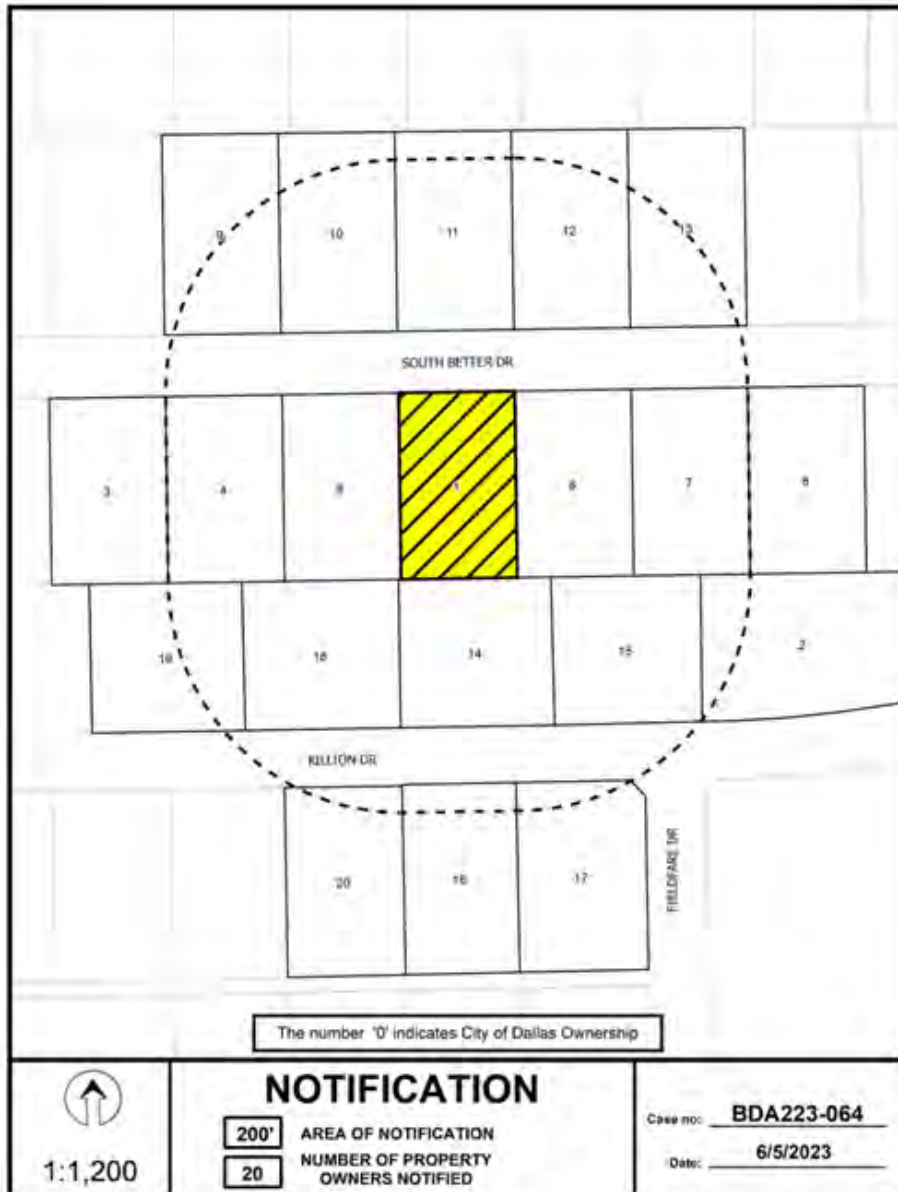 9 10 11 12 13
SOUTH BETTER DR
3 4 5 1 6 7 8
19 18 14 15 2
KILLION DR
20 16 17
FIELDFARE DR
The number '0' indicates City of Dallas Ownership
1:1,200
NOTIFICATION
200' AREA OF NOTIFICATION
20 NUMBER OF PROPERTY
OWNERS NOTIFIED
Case no: BDA223-064
Date: 6/5/2023